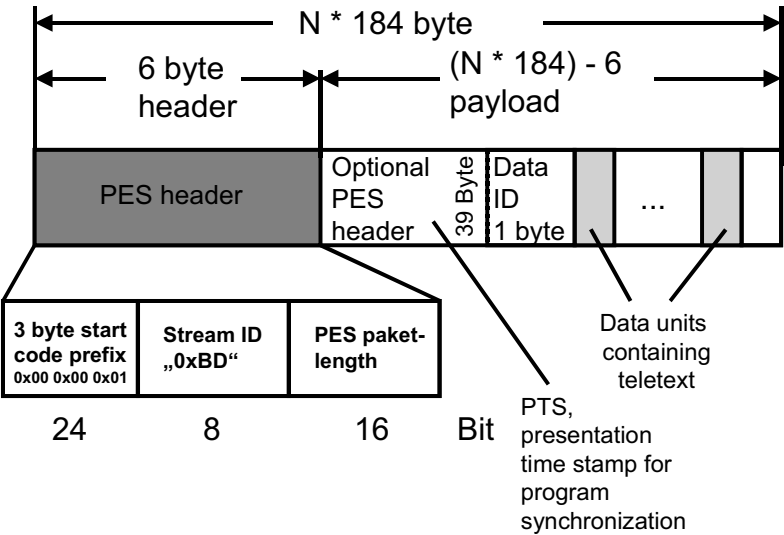 N * 184 byte
6 byte
header
(N * 184) - 6
payload
PES header
Optional
PES
header
39 Byte
Data
ID
1 byte
...
3 byte start
code prefix
0x00 0x00 0x01
Stream ID
„0xBD“
PES paket-
length
24
8
16
Bit
Data units
containing
teletext
PTS,
presentation
time stamp for
program
synchronization